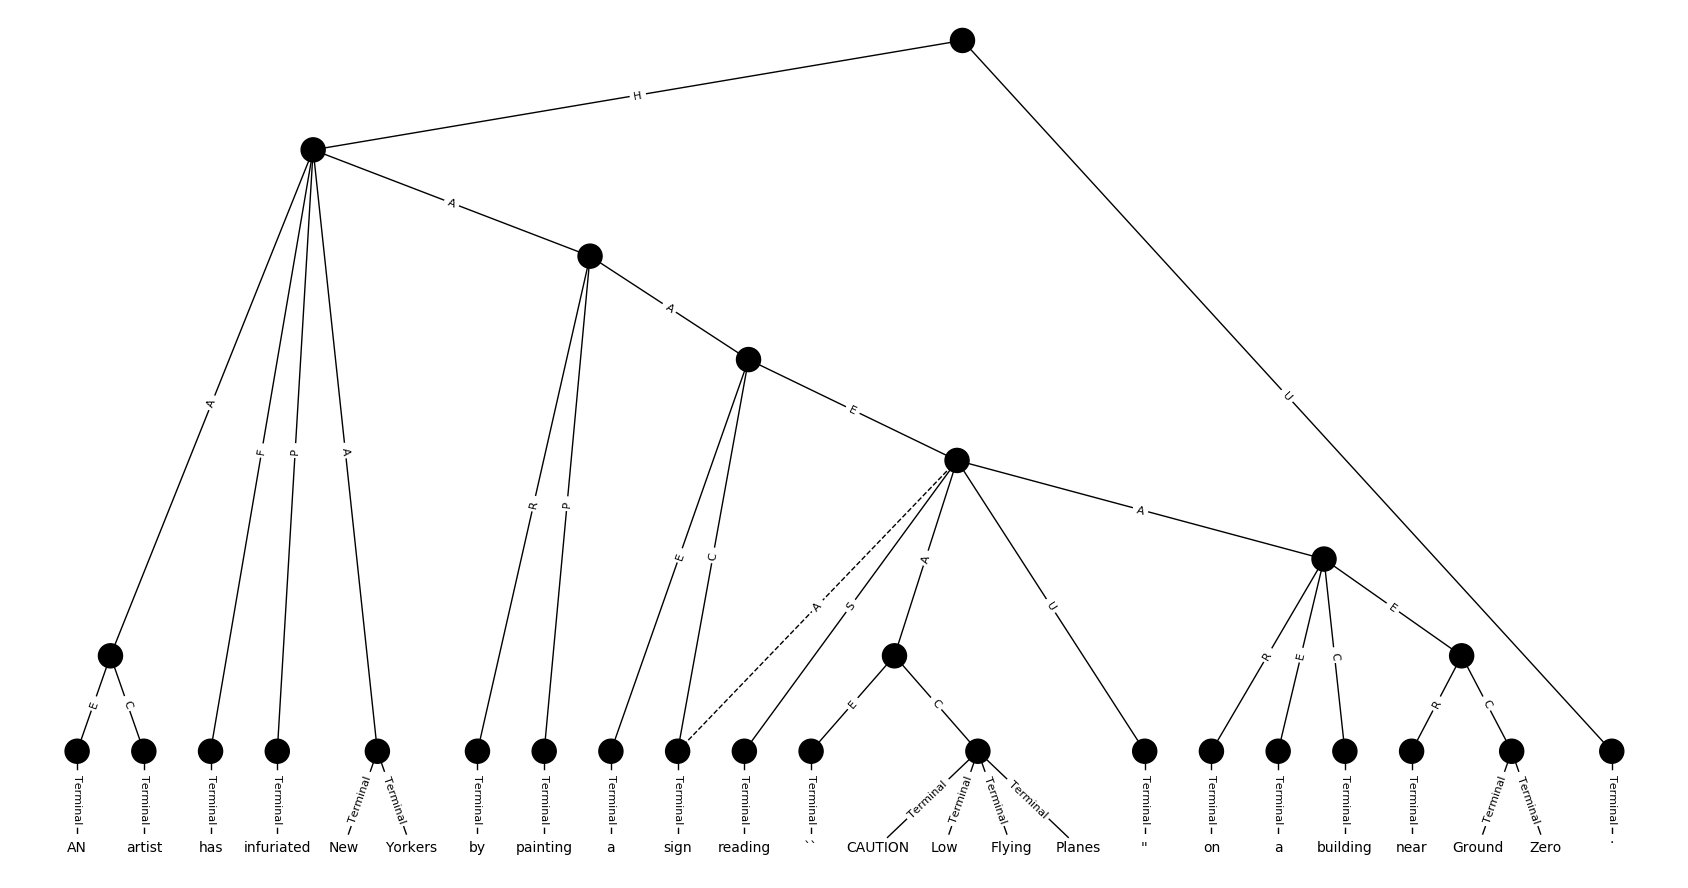 H
A
A
U
E
A
F
P
A
R
P
E
C
A
S
A
U
A
R
E
C
E
E
C
E
C
R
C
Terminal Terminal Terminal Terminal Terminal Terminal Terminal Terminal Terminal Terminal Terminal Terminal Terminal Terminal Terminal Terminal Terminal Terminal Terminal Terminal Terminal Terminal Terminal Terminal
AN artist has infuriated New Yorkers by painting a sign reading `` CAUTION Low Flying Planes " on a building near Ground Zero .